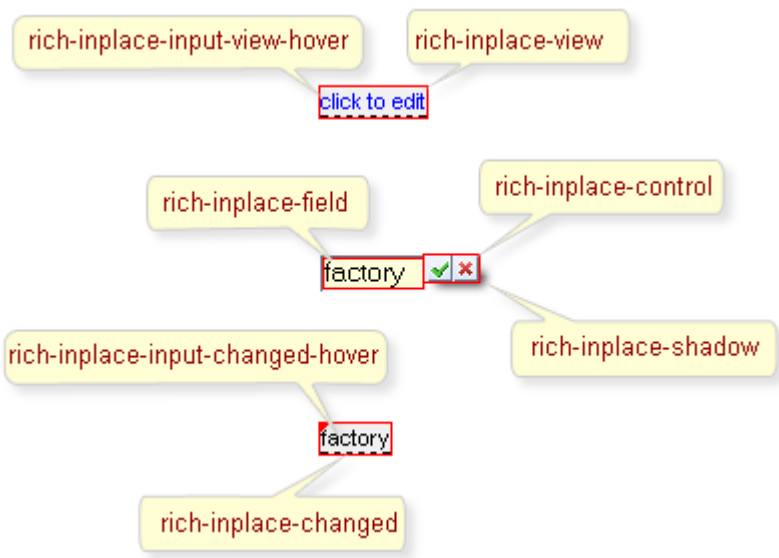 rich-inplace-input-view-hover
rich-inplace-view
click to edit
rich-inplace-field
rich-inplace-control
factory
rich-inplace-shadow
rich-inplace-input-changed-hover
factory
rich-inplace-changed